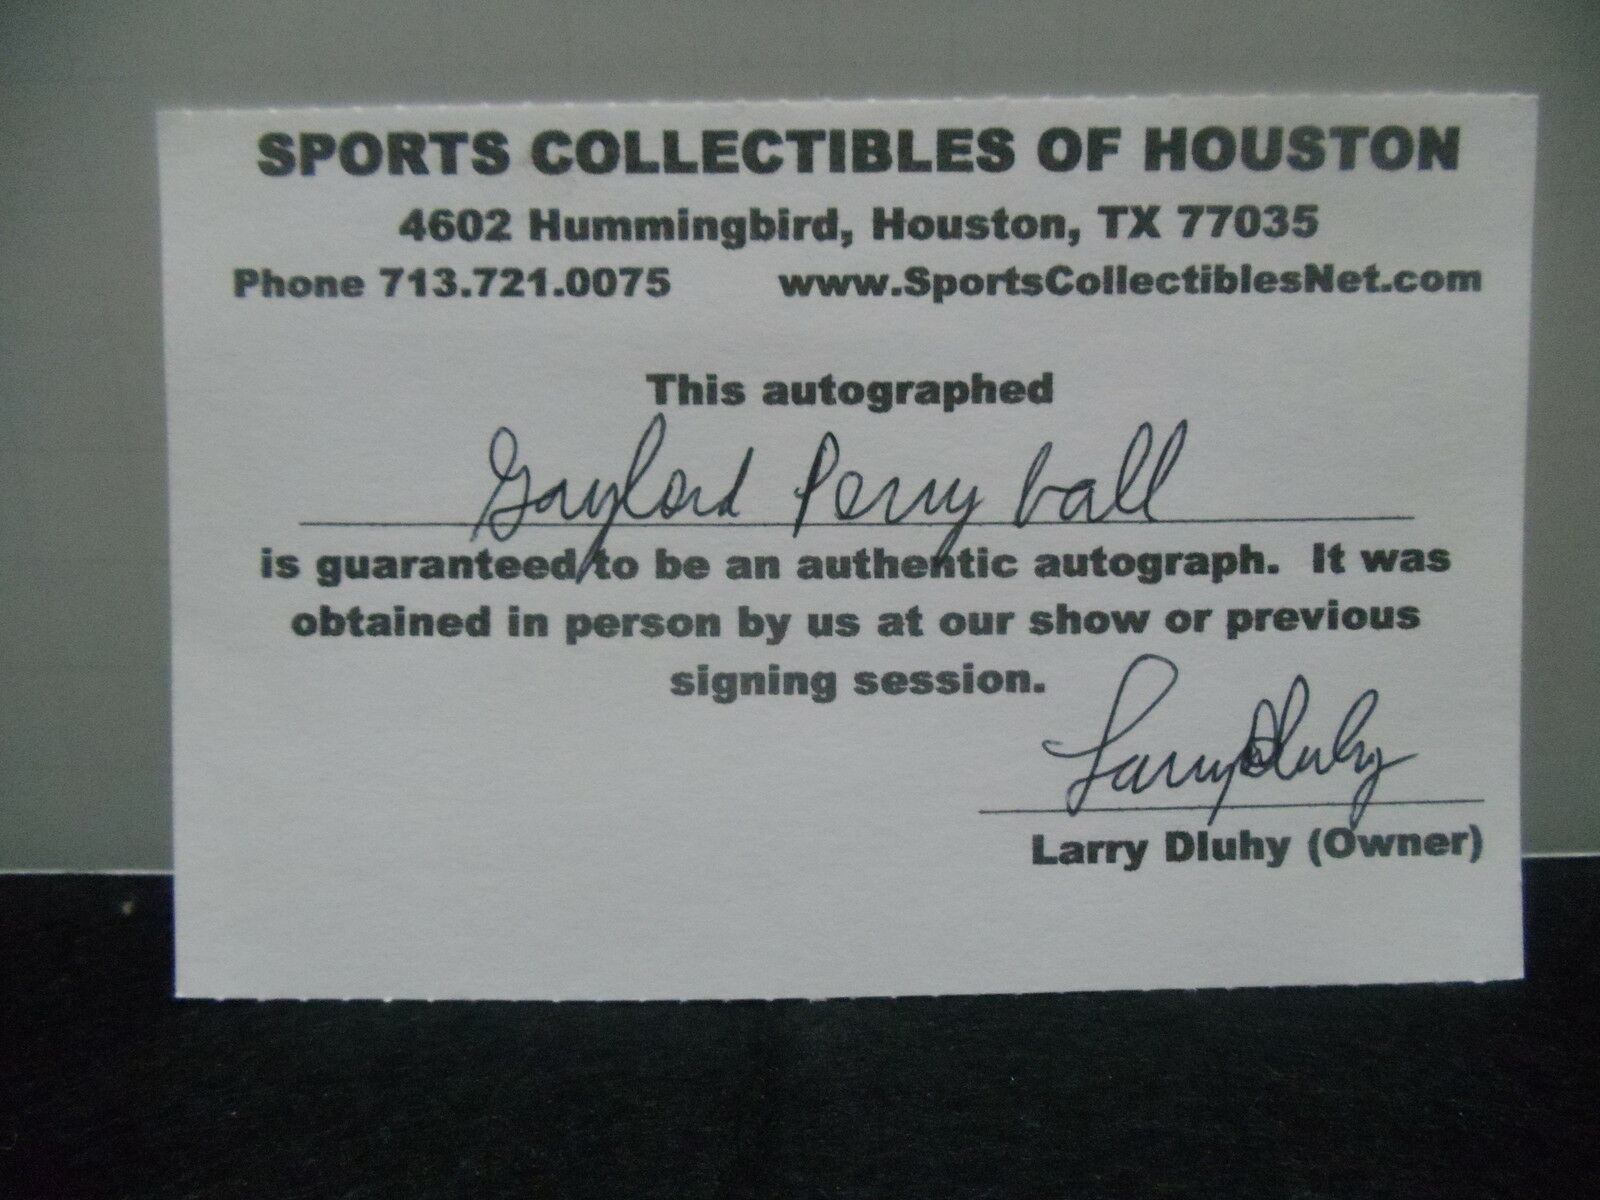 SPORTS COLLECTIBLES OF HOUSTON
4602 Hummingbird, Houston, TX 77035
Phone 713.721.0075 www.SportsCollectiblesNet.com
This autographed
Gaylord Perry ball
is guaranteed to be an authentic autograph. It was
obtained in person by us at our show or previous
signing session.
Larry Dluhy
Larry Dluhy (Owner)